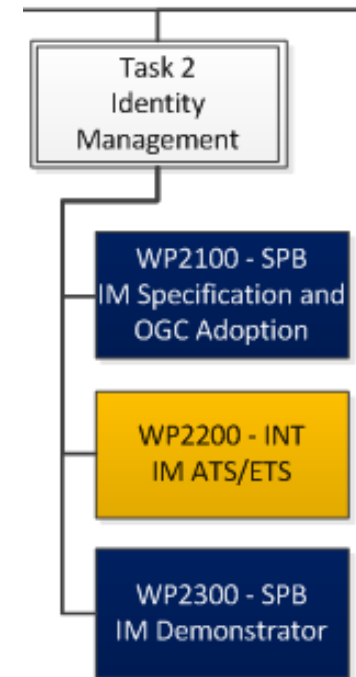 Task 2
Identity
Management
WP2100 - SPB
IM Specification and
OGC Adoption
WP2200 - INT
IM ATS/ETS
WP2300 - SPB
IM Demonstrator